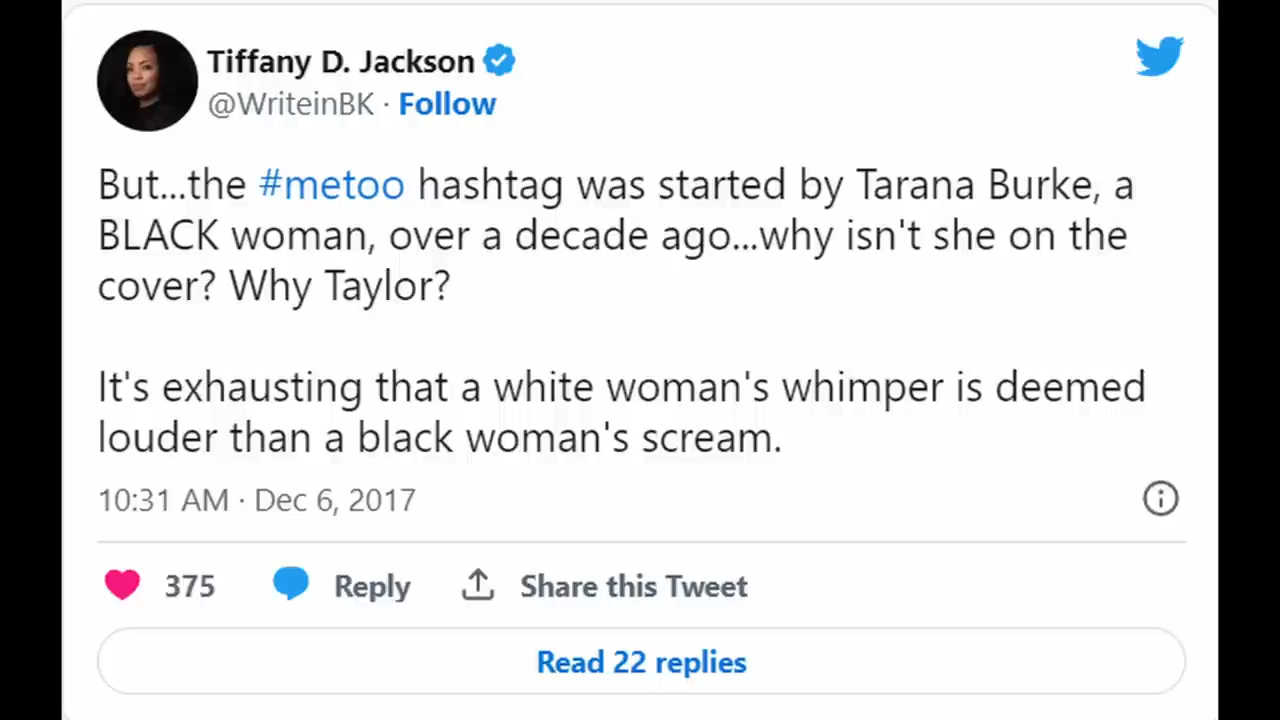 Tiffany D. Jackson
@WriteinBK · Follow
But...the #metoo hashtag was started by Tarana Burke, a
BLACK woman, over a decade ago...why isn't she on the
cover? Why Taylor?
It's exhausting that a white woman's whimper is deemed
louder than a black woman's scream.
10:31 AM · Dec 6, 2017
375 Reply Share this Tweet
Read 22 replies